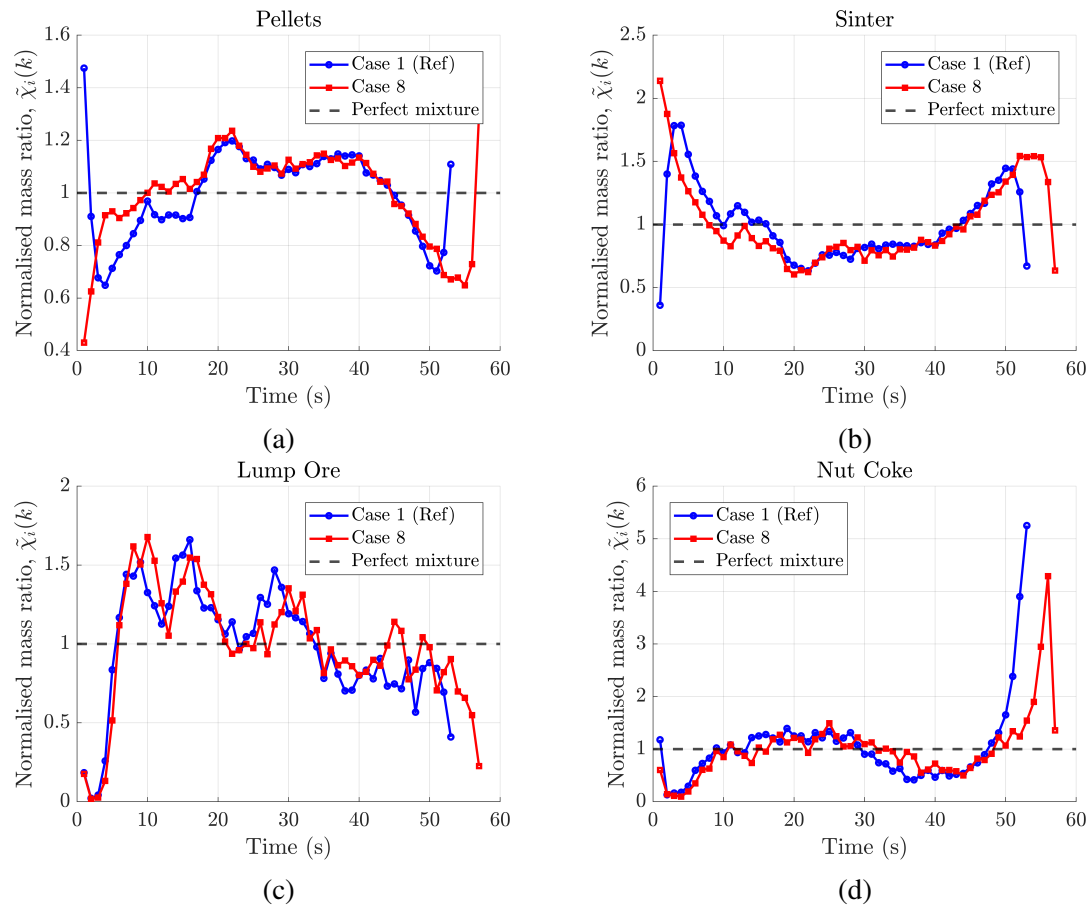 Pellets
Normalised mass ratio, χ̃ᵢ(k)
1.6
1.4
1.2
1
0.8
0.6
0.4
Case 1 (Ref)
Case 8
Perfect mixture
0 10 20 30 40 50 60
Time (s)
(a)
Sinter
Normalised mass ratio, χ̃ᵢ(k)
2.5
2
1.5
1
0.5
0
Case 1 (Ref)
Case 8
Perfect mixture
0 10 20 30 40 50 60
Time (s)
(b)
Lump Ore
Normalised mass ratio, χ̃ᵢ(k)
2
1.5
1
0.5
0
Case 1 (Ref)
Case 8
Perfect mixture
0 10 20 30 40 50 60
Time (s)
(c)
Nut Coke
Normalised mass ratio, χ̃ᵢ(k)
6
5
4
3
2
1
0
Case 1 (Ref)
Case 8
Perfect mixture
0 10 20 30 40 50 60
Time (s)
(d)